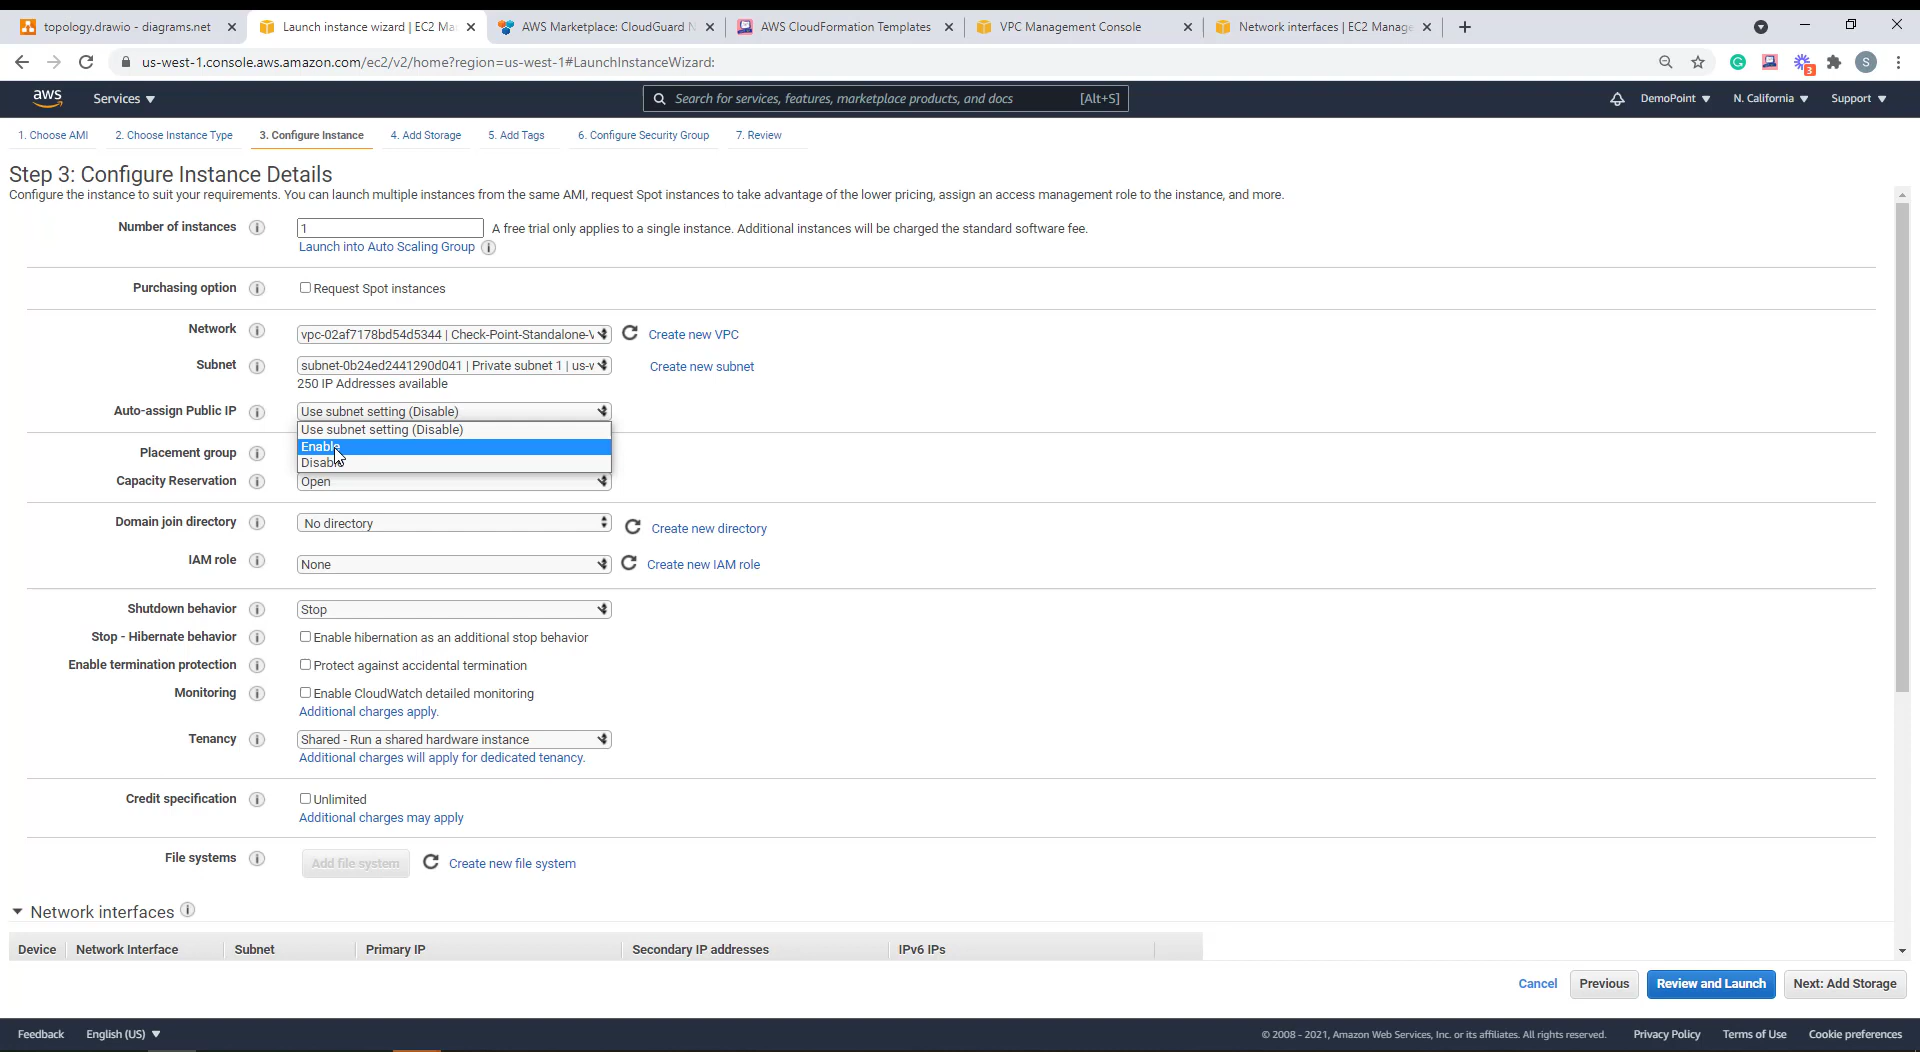 topology.drawio - diagrams.net
Launch instance wizard | EC2 Ma
AWS Marketplace: CloudGuard N
AWS CloudFormation Templates
VPC Management Console
Network interfaces | EC2 Manage
us-west-1.console.aws.amazon.com/ec2/v2/home?region=us-west-1#LaunchInstanceWizard:
3
S
aws
Services
Search for services, features, marketplace products, and docs
[Alt+S]
DemoPoint
N. California
Support
1. Choose AMI
2. Choose Instance Type
3. Configure Instance
4. Add Storage
5. Add Tags
6. Configure Security Group
7. Review
Step 3: Configure Instance Details
Configure the instance to suit your requirements. You can launch multiple instances from the same AMI, request Spot instances to take advantage of the lower pricing, assign an access management role to the instance, and more.
Number of instances
1
A free trial only applies to a single instance. Additional instances will be charged the standard software fee.
Launch into Auto Scaling Group
Purchasing option
Request Spot instances
Network
vpc-02af7178bd54d5344 | Check-Point-Standalone-V
Create new VPC
Subnet
subnet-0b24ed2441290d041 | Private subnet 1 | us-w
Create new subnet
250 IP Addresses available
Auto-assign Public IP
Use subnet setting (Disable)
Use subnet setting (Disable)
Enable
Disable
Placement group
Capacity Reservation
Open
Domain join directory
No directory
Create new directory
IAM role
None
Create new IAM role
Shutdown behavior
Stop
Stop - Hibernate behavior
Enable hibernation as an additional stop behavior
Enable termination protection
Protect against accidental termination
Monitoring
Enable CloudWatch detailed monitoring
Additional charges apply.
Tenancy
Shared - Run a shared hardware instance
Additional charges will apply for dedicated tenancy.
Credit specification
Unlimited
Additional charges may apply
File systems
Add file system
Create new file system
Network interfaces
Device
Network Interface
Subnet
Primary IP
Secondary IP addresses
IPv6 IPs
Cancel
Previous
Review and Launch
Next: Add Storage
Feedback
English (US)
© 2008 - 2021, Amazon Web Services, Inc. or its affiliates. All rights reserved.
Privacy Policy
Terms of Use
Cookie preferences